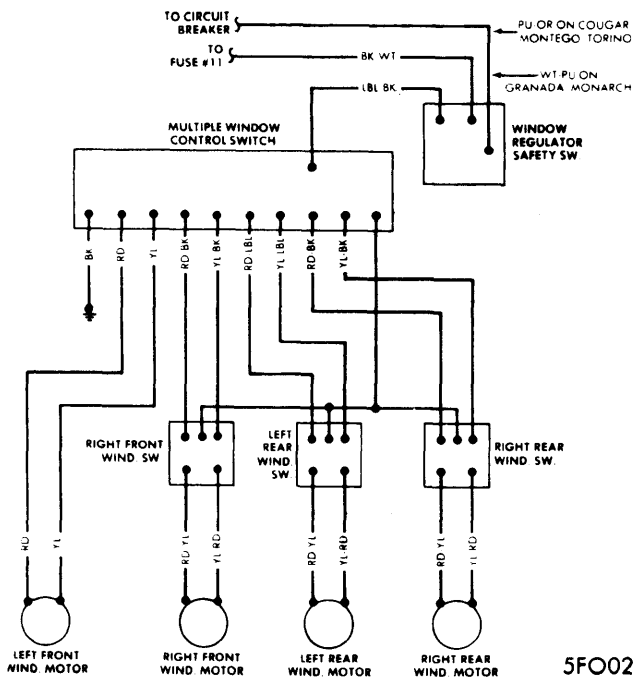 TO CIRCUIT
BREAKER
PU-OR ON COUGAR
MONTEGO TORINO
TO
FUSE #11
BK WT
WT-PU ON
GRANADA MONARCH
LBL BK
MULTIPLE WINDOW
CONTROL SWITCH
WINDOW
REGULATOR
SAFETY SW.
BK
RD
YL
RD BK
YL BK
RD LBL
YL LBL
RD-BK
YL-BK
RIGHT FRONT
WIND. SW
LEFT
REAR
WIND.
SW.
RIGHT REAR
WIND. SW.
RD
YL
RD YL
YL RD
RD YL
YL-RD
RD YL
YL RD
LEFT FRONT
WIND. MOTOR
RIGHT FRONT
WIND. MOTOR
LEFT REAR
WIND. MOTOR
RIGHT REAR
WIND. MOTOR
5FO02